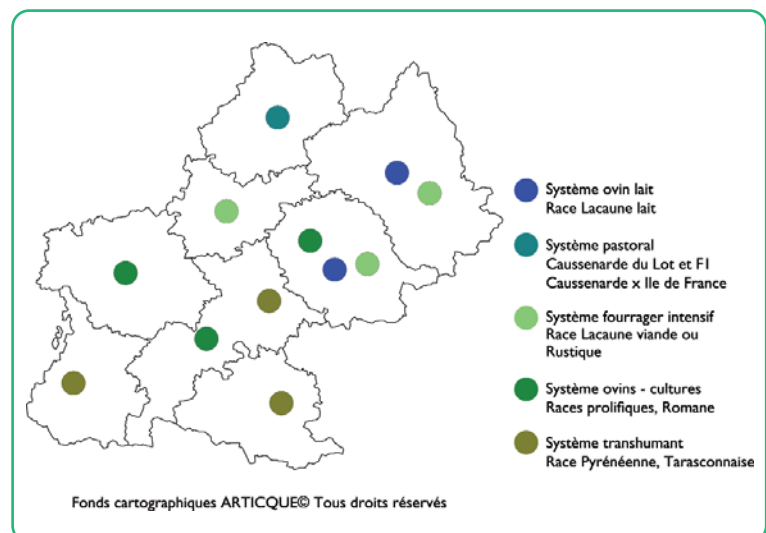 Système ovin lait
Race Lacaune lait
Système pastoral
Caussenarde du Lot et F1
Caussenarde x Ile de France
Système fourrager intensif
Race Lacaune viande ou
Rustique
Système ovins - cultures
Races prolifiques, Romane
Système transhumant
Race Pyrénéenne, Tarasconnaise
Fonds cartographiques ARTICQUE© Tous droits réservés